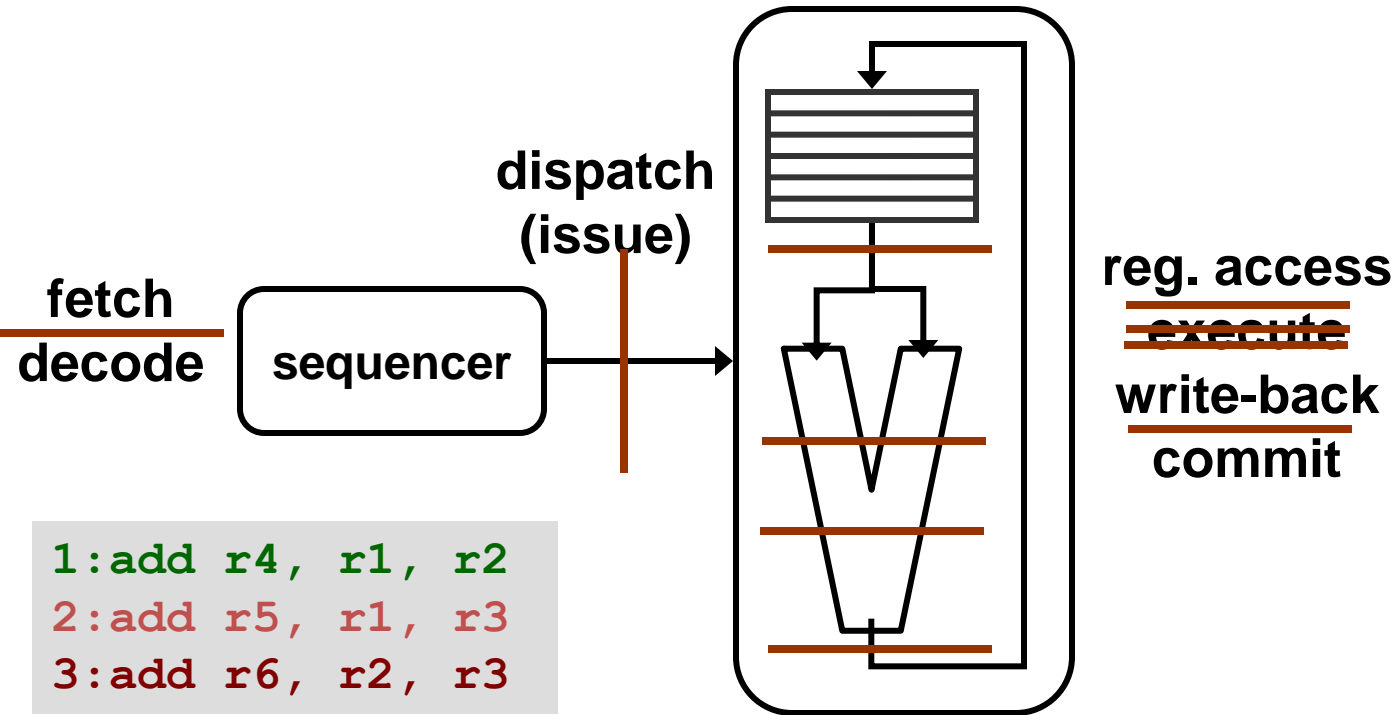 dispatch
(issue)
fetch
decode
sequencer
reg. access
execute
write-back
commit
1:add r4, r1, r2
2:add r5, r1, r3
3:add r6, r2, r3